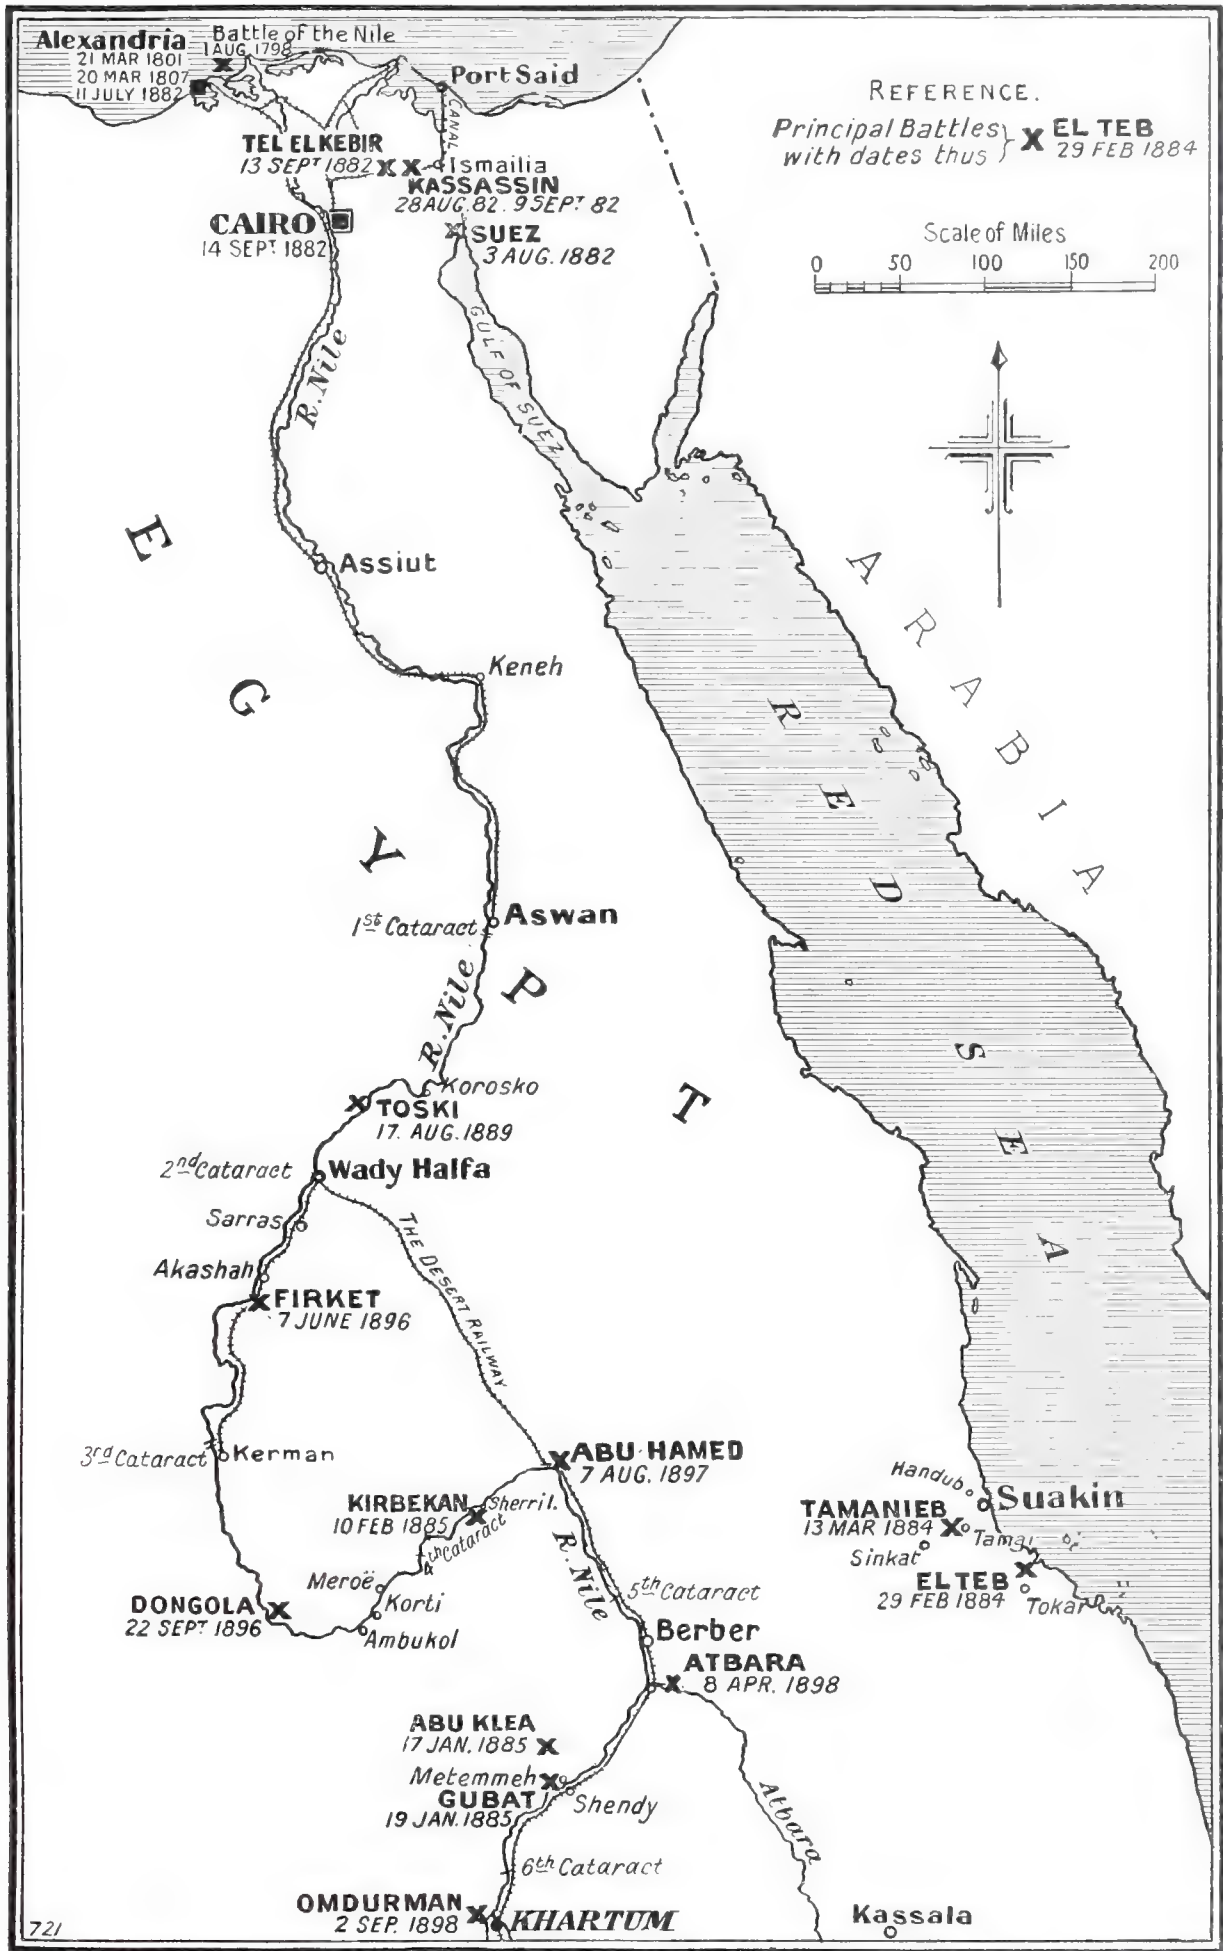 Alexandria
21 MAR 1801
20 MAR 1807
11 JULY 1882
Battle of the Nile
1 AUG 1798
Port Said
CANAL
REFERENCE.
Principal Battles
with dates thus
X EL TEB
29 FEB 1884
TEL EL KEBIR
13 SEPT 1882
Ismailia
KASSASSIN
28 AUG. 82. 9 SEPT 82
CAIRO
14 SEPT. 1882
SUEZ
3 AUG. 1882
Scale of Miles
0 50 100 150 200
GULF OF SUEZ
R. Nile
EGYPT
ARABIA
RED SEA
Assiut
Keneh
1st Cataract
Aswan
R. Nile
Korosko
TOSKI
17. AUG. 1889
2nd Cataract
Wady Halfa
Sarras
THE DESERT RAILWAY
Akashah
FIRKET
7 JUNE 1896
3rd Cataract
Kerman
ABU HAMED
7 AUG. 1897
KIRBEKAN
10 FEB 1885
Sherri I.
4th Cataract
R. Nile
Handub
Suakin
TAMANIEB
13 MAR 1884
Tamai
Sinkat
EL TEB
29 FEB 1884
Tokar
Meroë
Korti
DONGOLA
22 SEPT 1896
Ambukol
5th Cataract
Berber
ATBARA
8 APR. 1898
ABU KLEA
17 JAN. 1885
Metemmeh
GUBAT
19 JAN. 1885
Shendy
Atbara
6th Cataract
OMDURMAN
2 SEP. 1898
KHARTUM
Kassala
721